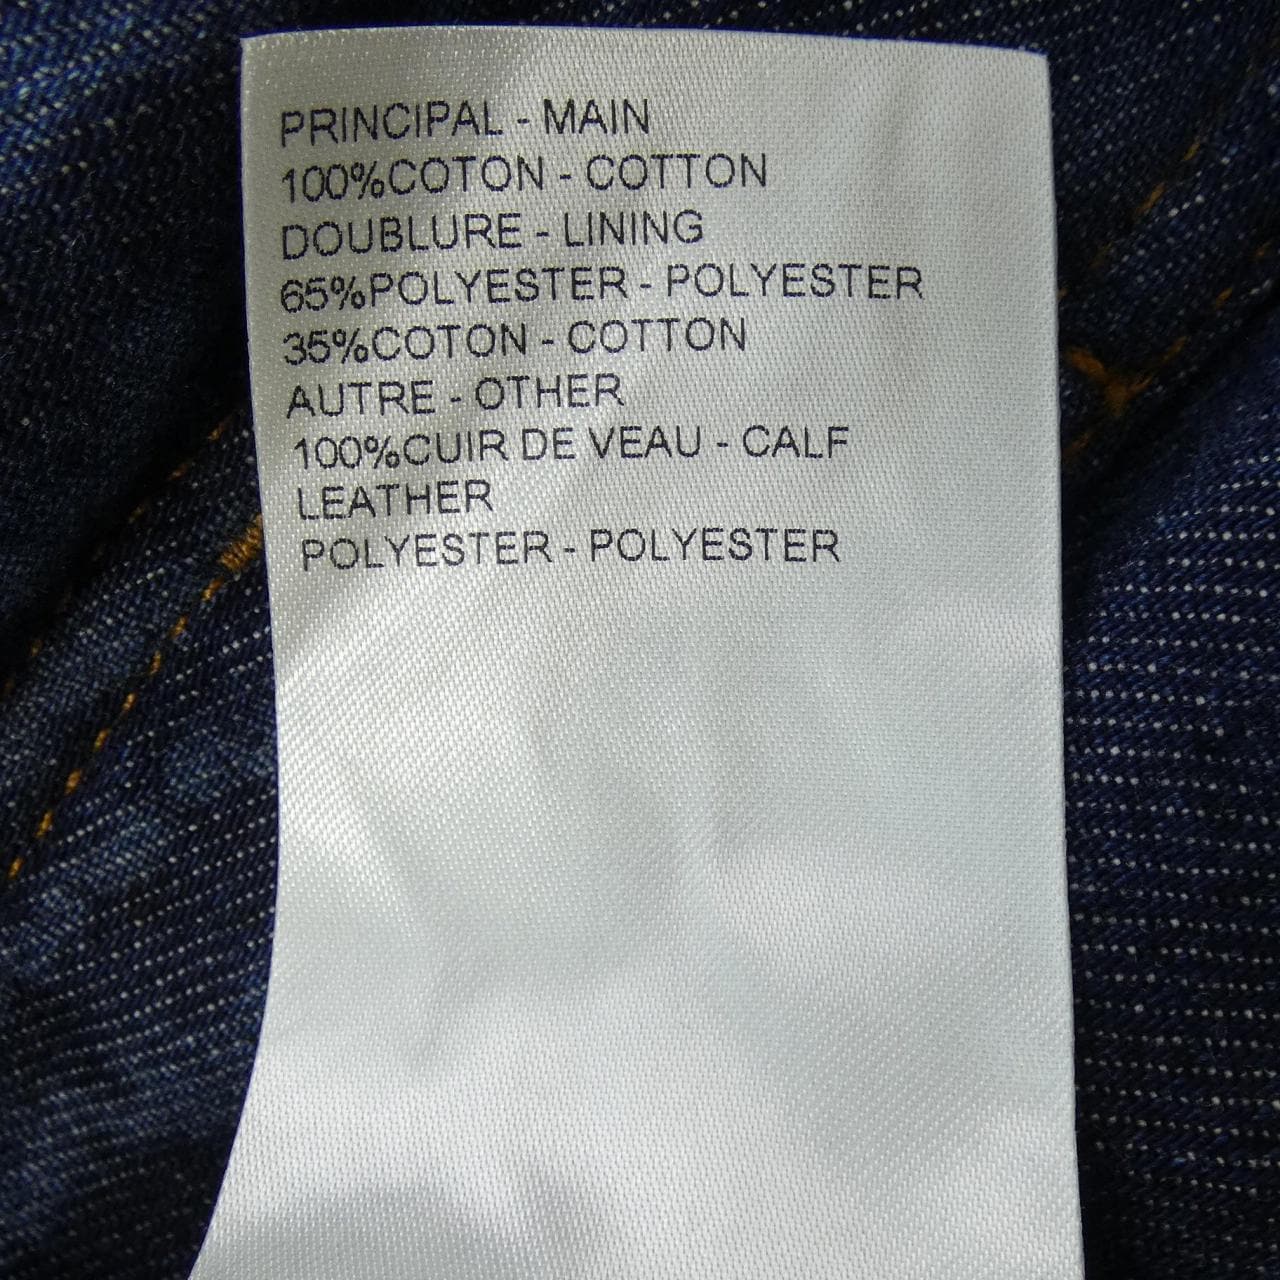 PRINCIPAL - MAIN
100%COTON - COTTON
DOUBLURE - LINING
65%POLYESTER - POLYESTER
35%COTON - COTTON
AUTRE - OTHER
100%CUIR DE VEAU - CALF
LEATHER
POLYESTER - POLYESTER